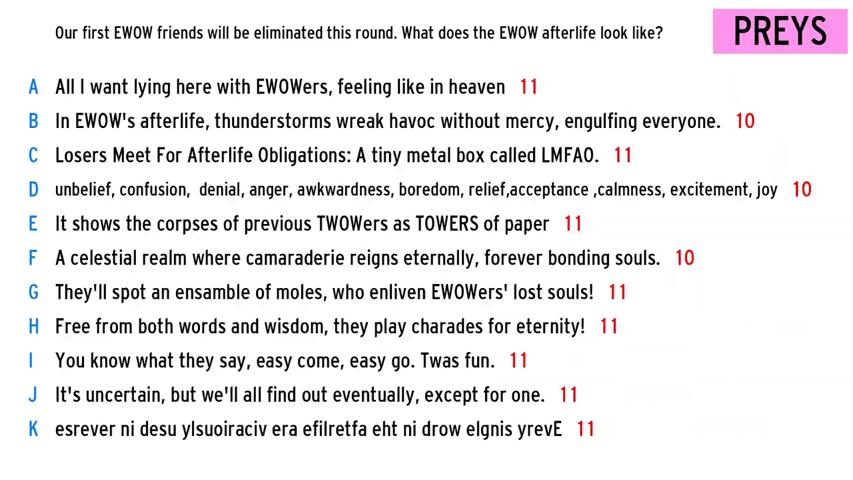 Our first EWOW friends will be eliminated this round. What does the EWOW afterlife look like?
PREYS
A All I want lying here with EWOWers, feeling like in heaven 11
B In EWOW's afterlife, thunderstorms wreak havoc without mercy, engulfing everyone. 10
C Losers Meet For Afterlife Obligations: A tiny metal box called LMFAO. 11
D unbelief, confusion, denial, anger, awkwardness, boredom, relief,acceptance ,calmness, excitement, joy 10
E It shows the corpses of previous TWOWers as TOWERS of paper 11
F A celestial realm where camaraderie reigns eternally, forever bonding souls. 10
G They'll spot an ensamble of moles, who enliven EWOWers' lost souls! 11
H Free from both words and wisdom, they play charades for eternity! 11
I You know what they say, easy come, easy go. Twas fun. 11
J It's uncertain, but we'll all find out eventually, except for one. 11
K esrever ni desu ylsuoiraciv era efilretfa eht ni drow elgnis yrevE 11